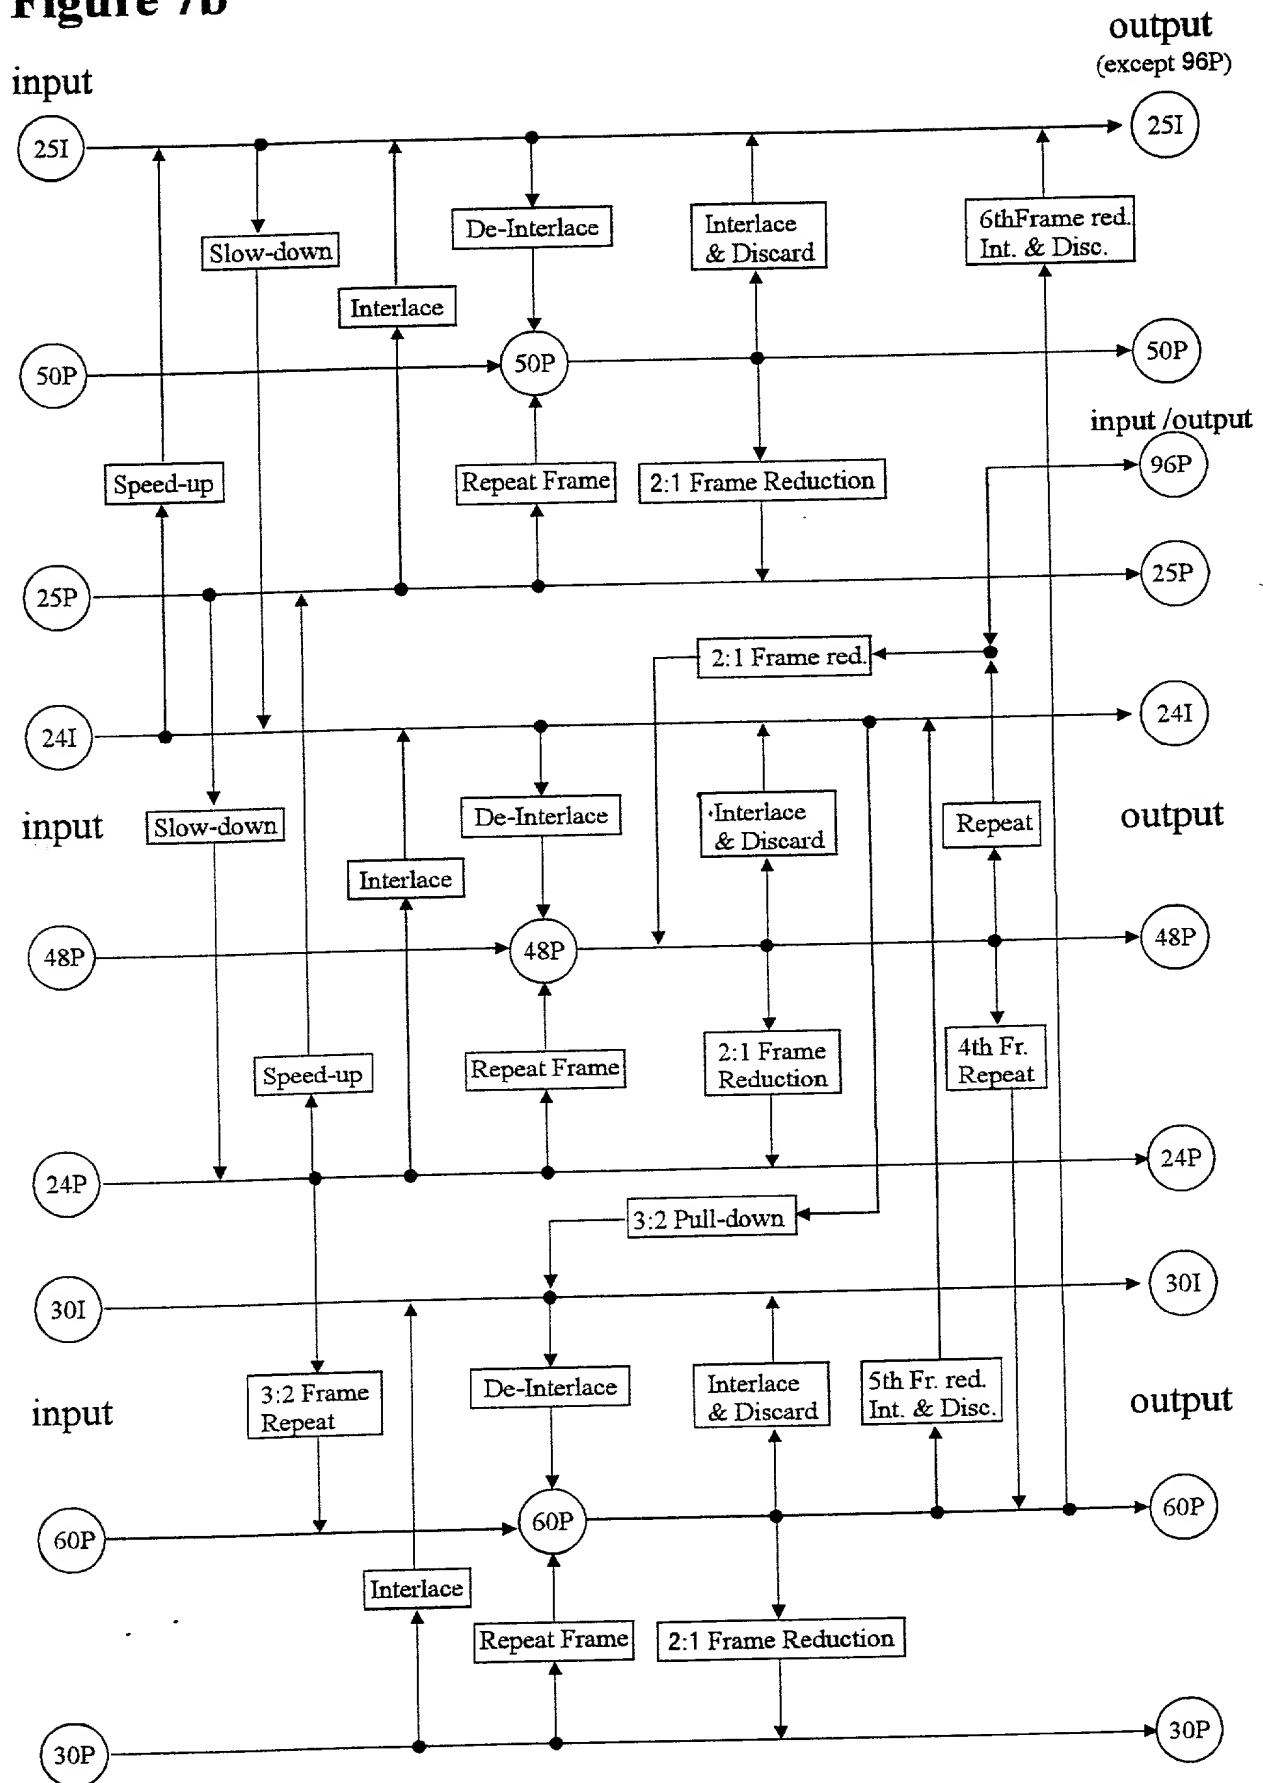 Figure 7b
output
(except 96P)
input
25I
25I
De-Interlace
Interlace
& Discard
6thFrame red.
Int. & Disc.
Slow-down
Interlace
50P
50P
50P
input /output
96P
Speed-up
Repeat Frame
2:1 Frame Reduction
25P
25P
2:1 Frame red.
24I
24I
input
Slow-down
De-Interlace
Interlace
& Discard
Repeat
output
Interlace
48P
48P
48P
Speed-up
Repeat Frame
2:1 Frame
Reduction
4th Fr.
Repeat
24P
24P
3:2 Pull-down
30I
30I
input
3:2 Frame
Repeat
De-Interlace
Interlace
& Discard
5th Fr. red.
Int. & Disc.
output
60P
60P
60P
Interlace
Repeat Frame
2:1 Frame Reduction
30P
30P